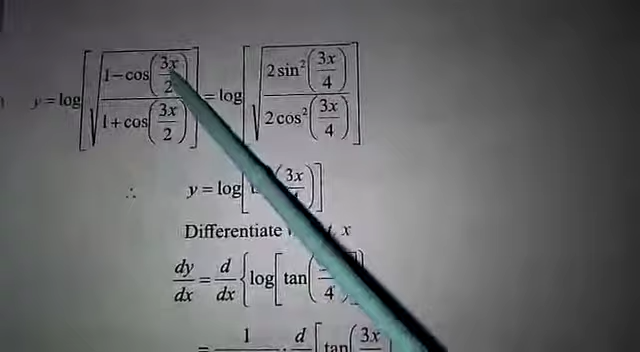 y = log[√((1−cos(3x/2))/(1+cos(3x/2)))] = log[√((2 sin²(3x/4))/(2 cos²(3x/4)))]
∴ y = log[ (3x/ )]
Differentiate x
dy/dx = d/dx {log[tan( /4)]}
= 1/ · d/ [tan(3x/